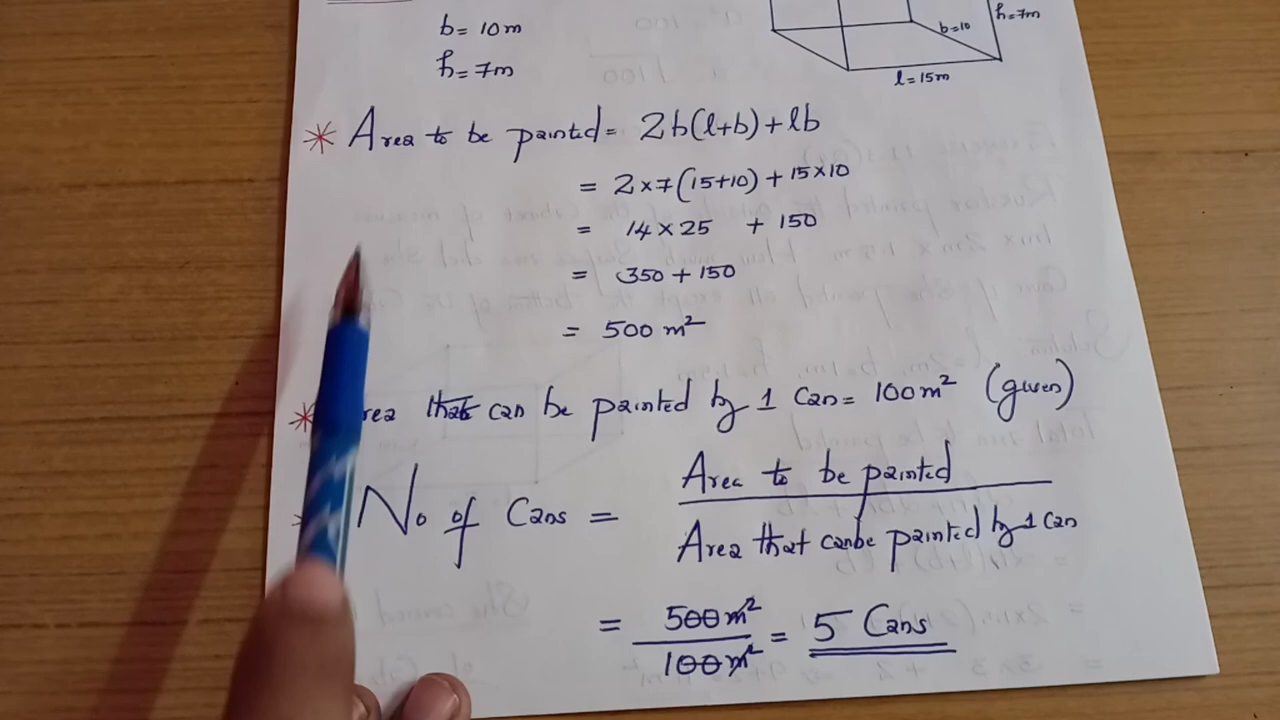 b = 10m
h = 7m
h = 7m
b = 10
l = 15m
* Area to be painted = 2h(l+b) + lb
= 2 × 7 (15+10) + 15 × 10
= 14 × 25 + 150
= 350 + 150
= 500 m²
* rea that can be painted by 1 Can = 100m² (given)
No of Cans = Area to be painted
Area that canbe painted by 1 can
= 500m² / 100m² = 5 Cans